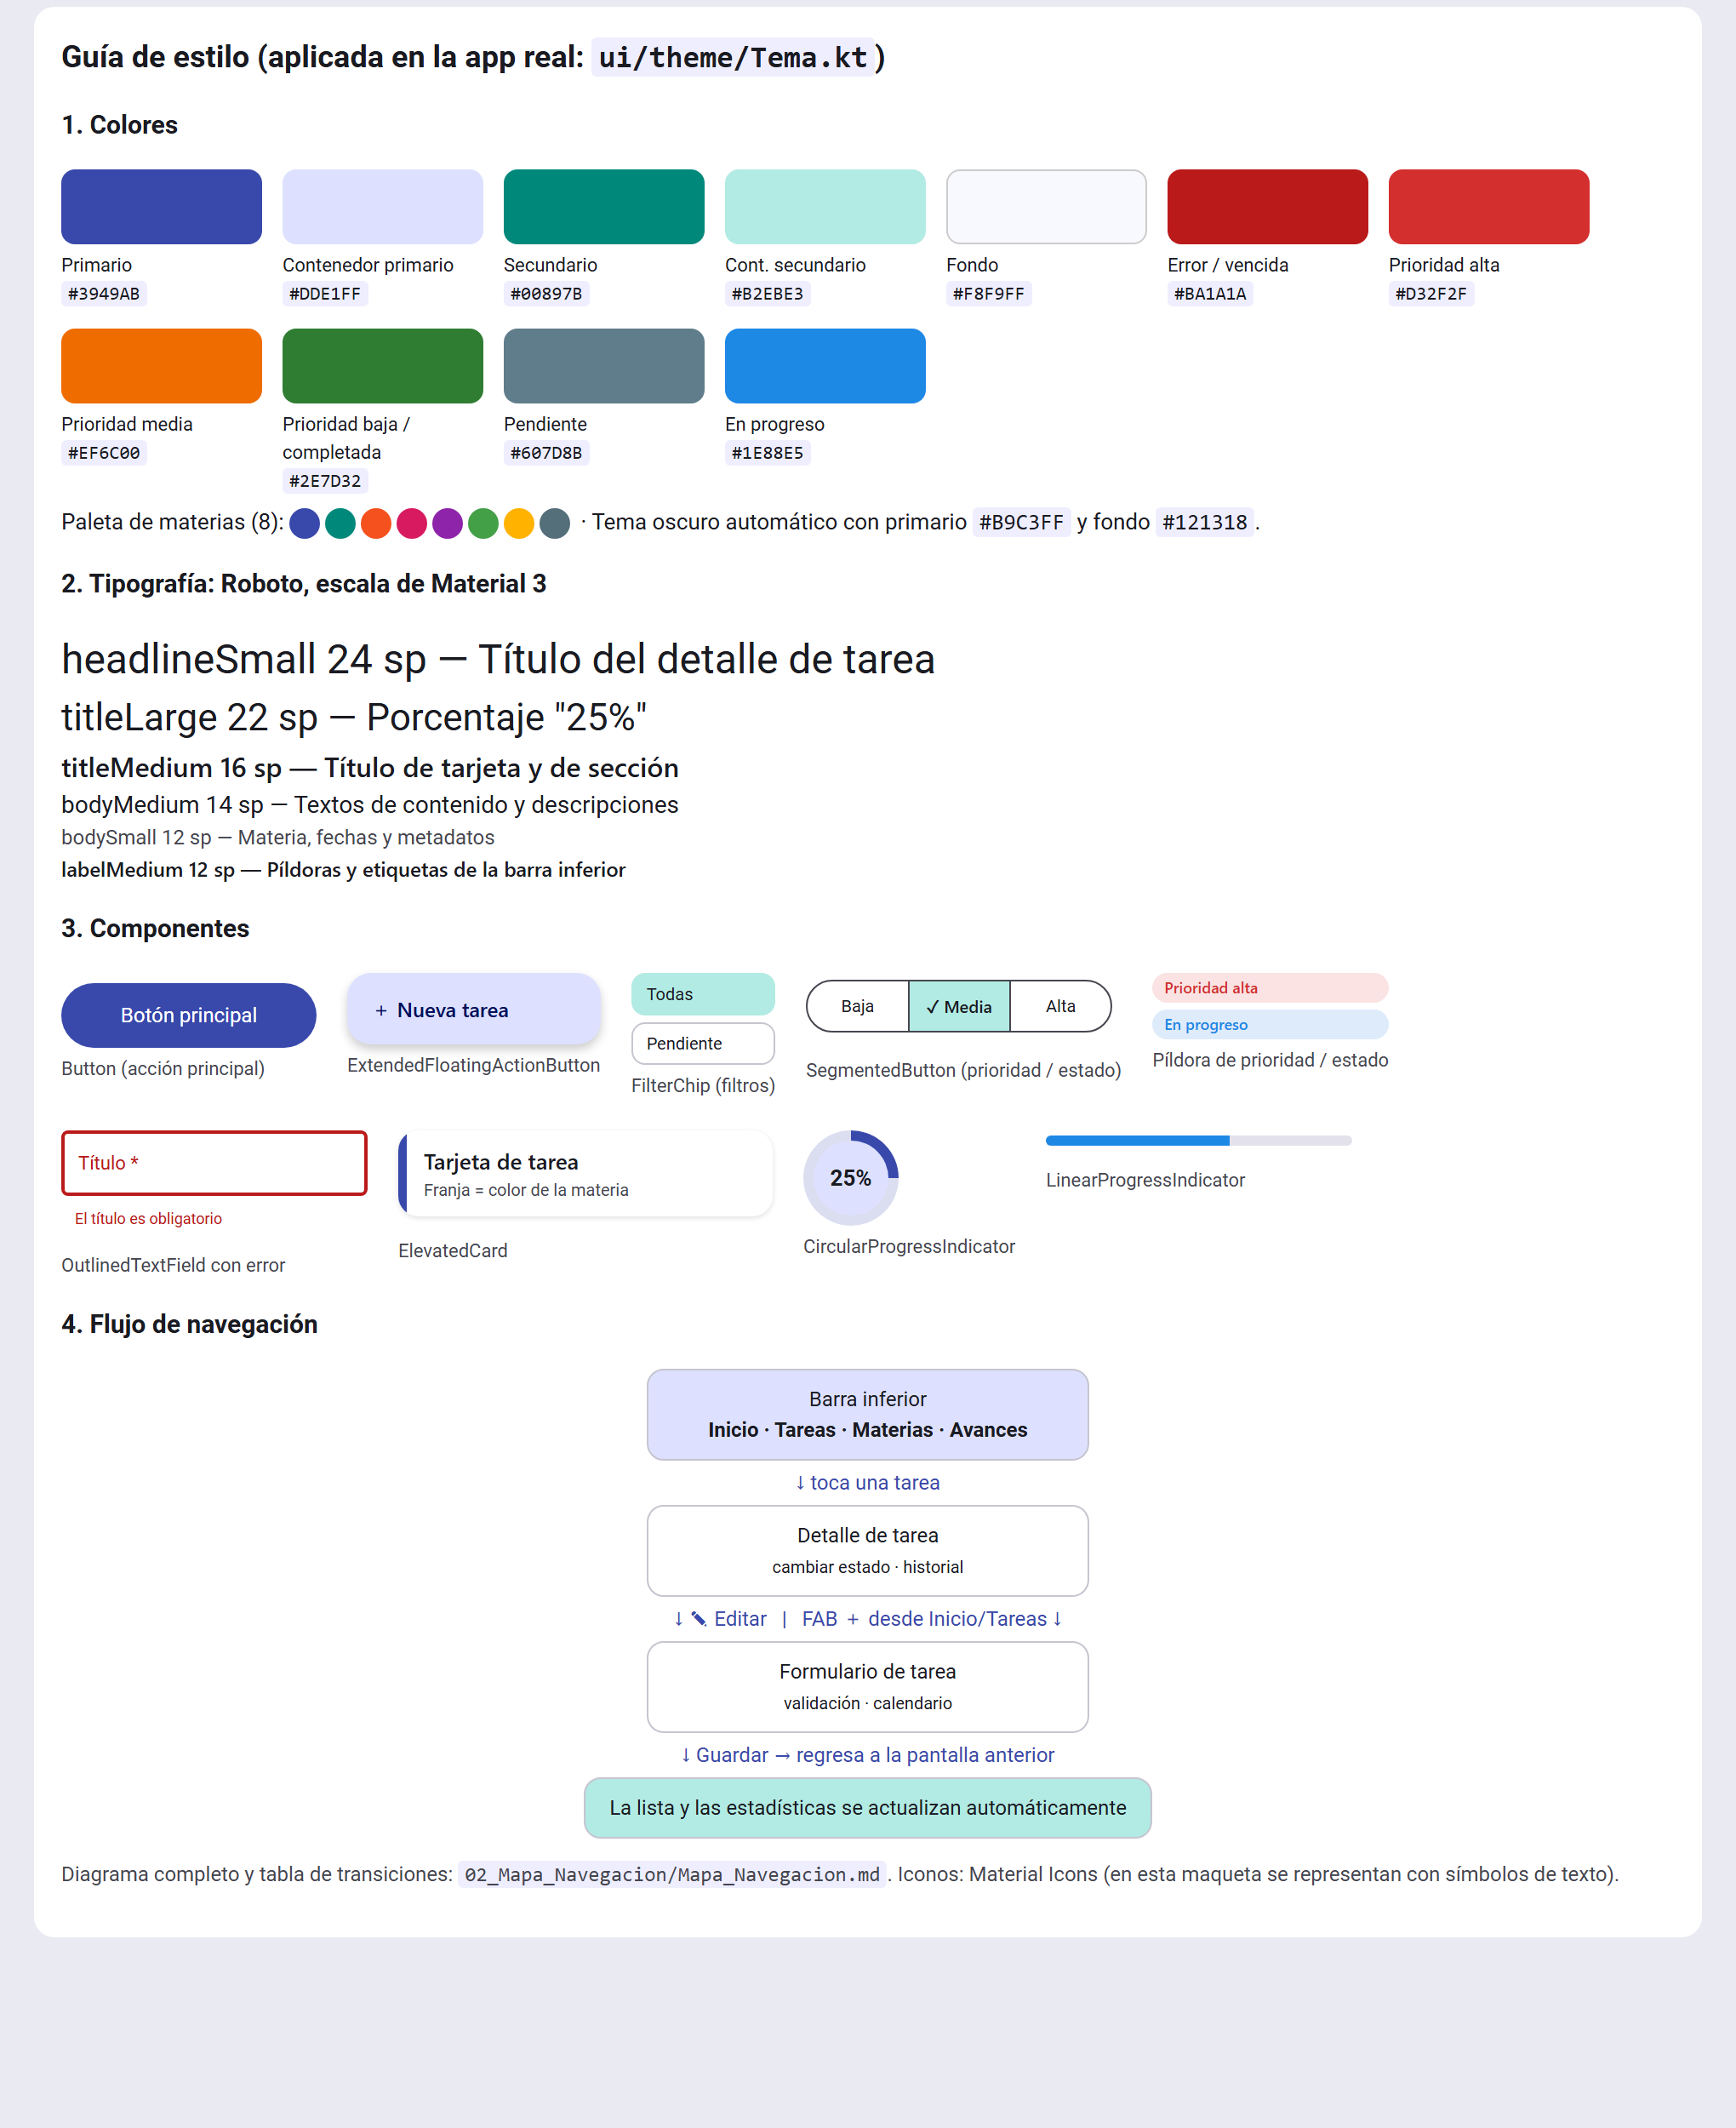 Guía de estilo (aplicada en la app real: ui/theme/Tema.kt)
1. Colores
Primario
#3949AB
Contenedor primario
#DDE1FF
Secundario
#00897B
Cont. secundario
#B2EBE3
Fondo
#F8F9FF
Error / vencida
#BA1A1A
Prioridad alta
#D32F2F
Prioridad media
#EF6C00
Prioridad baja /
completada
#2E7D32
Pendiente
#607D8B
En progreso
#1E88E5
Paleta de materias (8): · Tema oscuro automático con primario #B9C3FF y fondo #121318.
2. Tipografía: Roboto, escala de Material 3
headlineSmall 24 sp — Título del detalle de tarea
titleLarge 22 sp — Porcentaje "25%"
titleMedium 16 sp — Título de tarjeta y de sección
bodyMedium 14 sp — Textos de contenido y descripciones
bodySmall 12 sp — Materia, fechas y metadatos
labelMedium 12 sp — Píldoras y etiquetas de la barra inferior
3. Componentes
Botón principal
Button (acción principal)
+ Nueva tarea
ExtendedFloatingActionButton
Todas
Pendiente
FilterChip (filtros)
Baja
✓ Media
Alta
SegmentedButton (prioridad / estado)
Prioridad alta
En progreso
Píldora de prioridad / estado
Título *
El título es obligatorio
OutlinedTextField con error
Tarjeta de tarea
Franja = color de la materia
ElevatedCard
25%
CircularProgressIndicator
LinearProgressIndicator
4. Flujo de navegación
Barra inferior
Inicio · Tareas · Materias · Avances
↓ toca una tarea
Detalle de tarea
cambiar estado · historial
↓ ✎ Editar | FAB + desde Inicio/Tareas ↓
Formulario de tarea
validación · calendario
↓ Guardar → regresa a la pantalla anterior
La lista y las estadísticas se actualizan automáticamente
Diagrama completo y tabla de transiciones: 02_Mapa_Navegacion/Mapa_Navegacion.md. Iconos: Material Icons (en esta maqueta se representan con símbolos de texto).